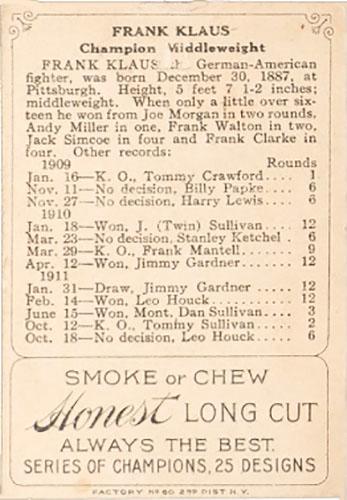 FRANK KLAUS
Champion Middleweight
FRANK KLAUS German-American
fighter, was born December 30, 1887, at
Pittsburgh. Height, 5 feet 7 1-2 inches;
middleweight. When only a little over six-
teen he won from Joe Morgan in two rounds,
Andy Miller in one, Frank Walton in two,
Jack Simcoe in four and Frank Clarke in
four. Other records:
1909 Rounds
Jan. 16—K. O., Tommy Crawford.... 1
Nov. 11—No decision, Billy Papke.... 6
Nov. 27—No decision, Harry Lewis.... 6
1910
Jan. 18—Won, J. (Twin) Sullivan.... 12
Mar. 23—No decision, Stanley Ketchel . 6
Mar. 29—K. O., Frank Mantell....... 9
Apr. 12—Won, Jimmy Gardner...... 12
1911
Jan. 31—Draw, Jimmy Gardner ..... 12
Feb. 14—Won, Leo Houck.......... 12
June 15—Won, Mont. Dan Sullivan.... 3
Oct. 12—K. O., Tommy Sullivan..... 2
Oct. 18—No decision, Leo Houck..... 6
SMOKE or CHEW
Honest LONG CUT
ALWAYS THE BEST.
SERIES OF CHAMPIONS, 25 DESIGNS
FACTORY No 60 2ND DIST. N.Y.